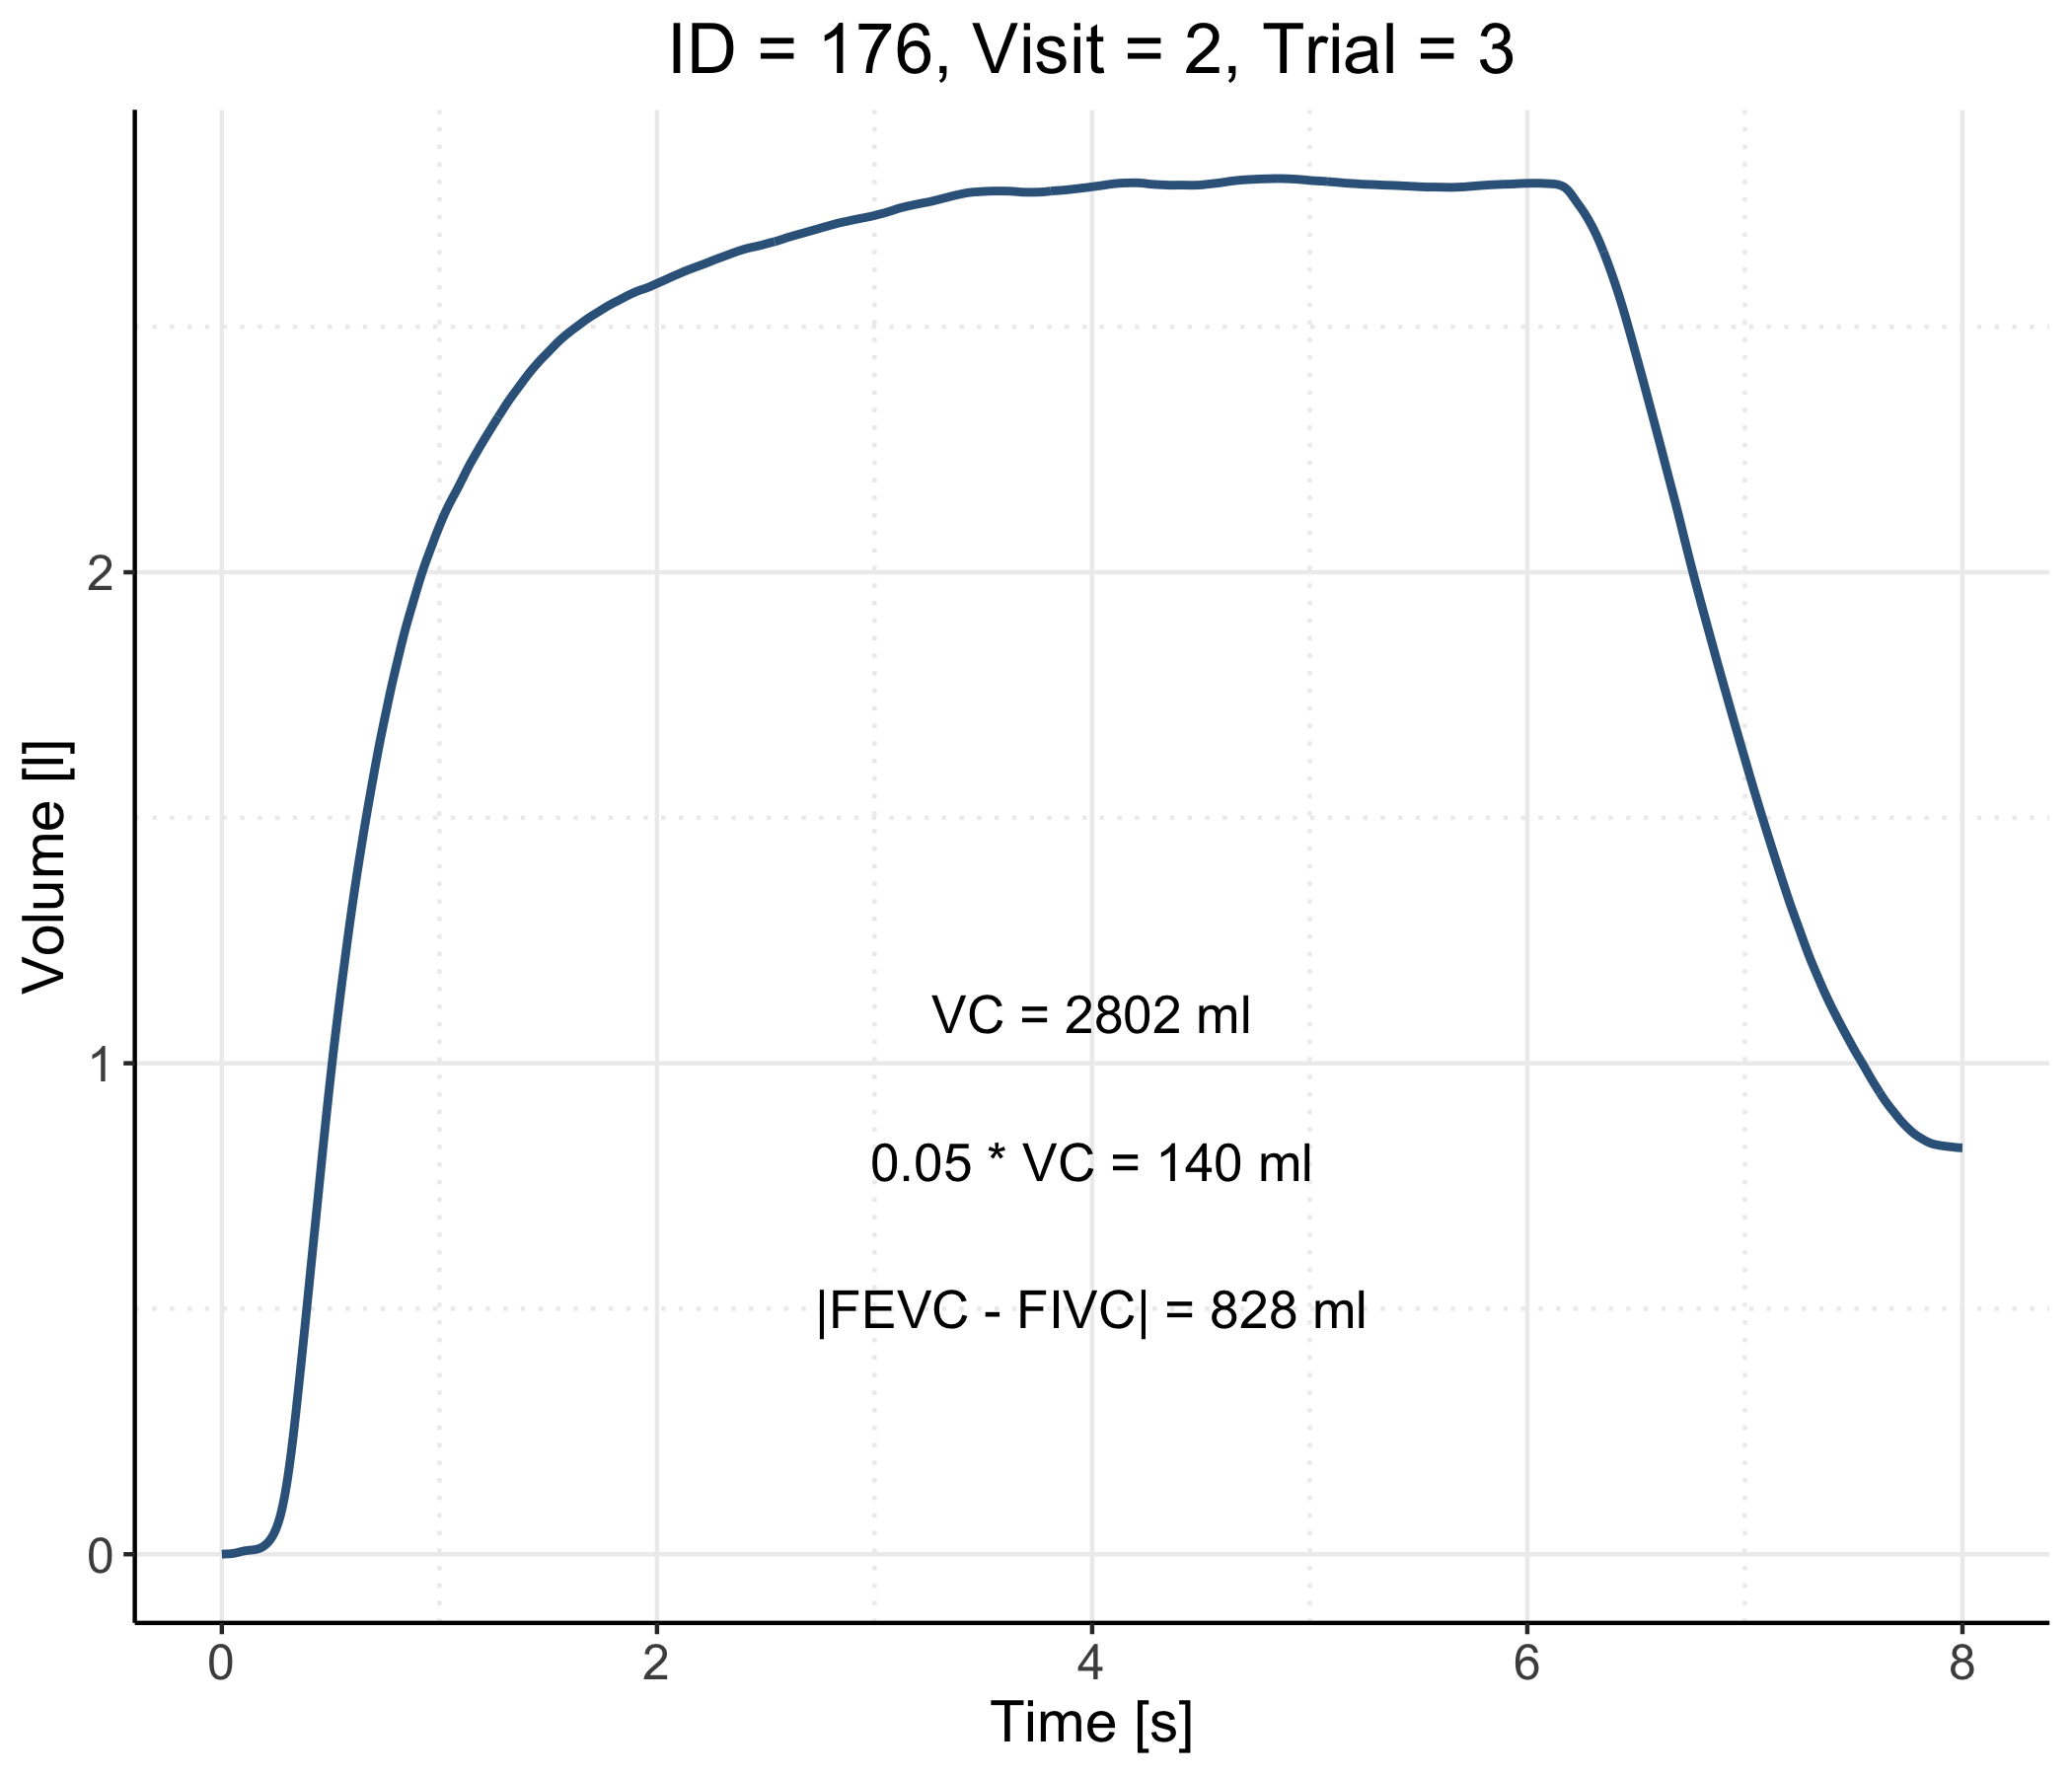 ID = 176, Visit = 2, Trial = 3
Volume [l]
2
1
0
VC = 2802 ml
0.05 * VC = 140 ml
|FEVC - FIVC| = 828 ml
0 2 4 6 8
Time [s]